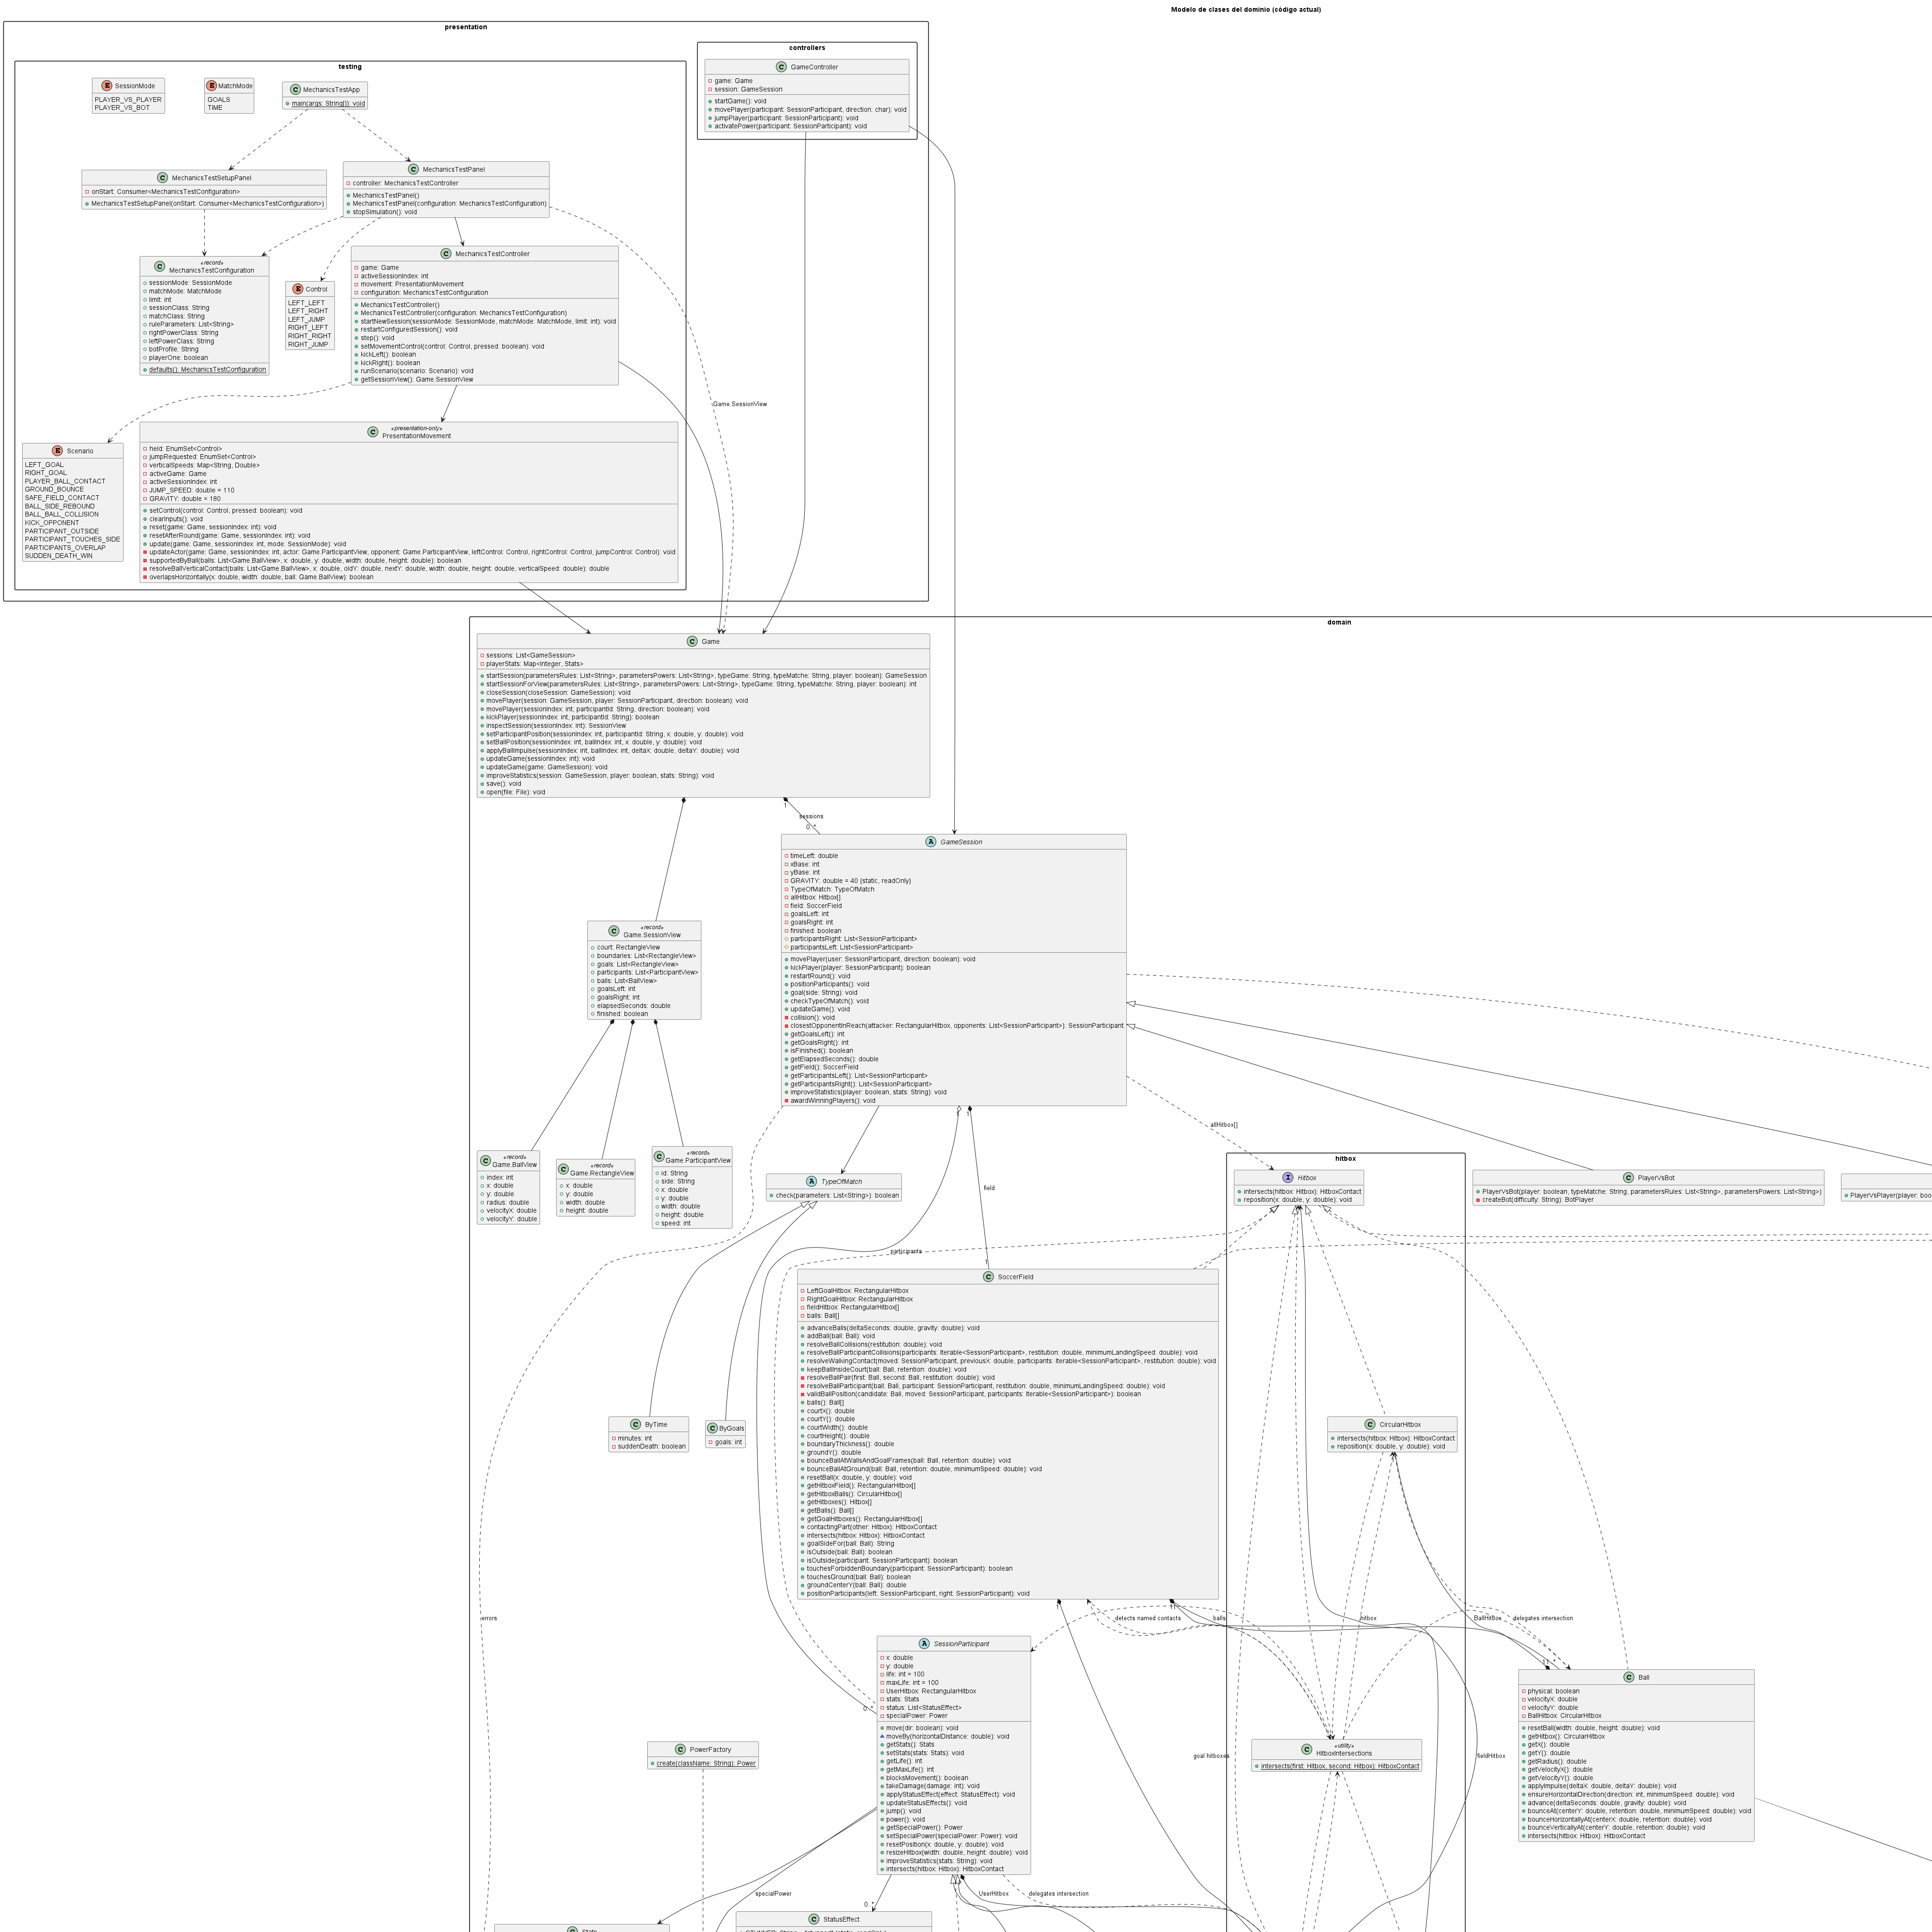 Modelo de clases del dominio (código actual)
presentation
controllers
GameController
game: Game
session: GameSession
startGame(): void
movePlayer(participant: SessionParticipant, direction: char): void
jumpPlayer(participant: SessionParticipant): void
activatePower(participant: SessionParticipant): void
testing
SessionMode
PLAYER_VS_PLAYER
PLAYER_VS_BOT
MatchMode
GOALS
TIME
MechanicsTestApp
main(args: String[]): void
MechanicsTestSetupPanel
onStart: Consumer<MechanicsTestConfiguration>
MechanicsTestSetupPanel(onStart: Consumer<MechanicsTestConfiguration>)
MechanicsTestPanel
controller: MechanicsTestController
MechanicsTestPanel()
MechanicsTestPanel(configuration: MechanicsTestConfiguration)
stopSimulation(): void
«record»
MechanicsTestConfiguration
sessionMode: SessionMode
matchMode: MatchMode
limit: int
sessionClass: String
matchClass: String
ruleParameters: List<String>
rightPowerClass: String
leftPowerClass: String
botProfile: String
playerOne: boolean
defaults(): MechanicsTestConfiguration
Control
LEFT_LEFT
LEFT_RIGHT
LEFT_JUMP
RIGHT_LEFT
RIGHT_RIGHT
RIGHT_JUMP
MechanicsTestController
game: Game
activeSessionIndex: int
movement: PresentationMovement
configuration: MechanicsTestConfiguration
MechanicsTestController()
MechanicsTestController(configuration: MechanicsTestConfiguration)
startNewSession(sessionMode: SessionMode, matchMode: MatchMode, limit: int): void
restartConfiguredSession(): void
step(): void
setMovementControl(control: Control, pressed: boolean): void
kickLeft(): boolean
kickRight(): boolean
runScenario(scenario: Scenario): void
getSessionView(): Game.SessionView
Game.SessionView
Scenario
LEFT_GOAL
RIGHT_GOAL
PLAYER_BALL_CONTACT
GROUND_BOUNCE
SAFE_FIELD_CONTACT
BALL_SIDE_REBOUND
BALL_BALL_COLLISION
KICK_OPPONENT
PARTICIPANT_OUTSIDE
PARTICIPANT_TOUCHES_SIDE
PARTICIPANTS_OVERLAP
SUDDEN_DEATH_WIN
«presentation-only»
PresentationMovement
held: EnumSet<Control>
jumpRequested: EnumSet<Control>
verticalSpeeds: Map<String, Double>
activeGame: Game
activeSessionIndex: int
JUMP_SPEED: double = 110
GRAVITY: double = 180
setControl(control: Control, pressed: boolean): void
clearInputs(): void
reset(game: Game, sessionIndex: int): void
resetAfterRound(game: Game, sessionIndex: int): void
update(game: Game, sessionIndex: int, mode: SessionMode): void
updateActor(game: Game, sessionIndex: int, actor: Game.ParticipantView, opponent: Game.ParticipantView, leftControl: Control, rightControl: Control, jumpControl: Control): void
supportedByBall(balls: List<Game.BallView>, x: double, y: double, width: double, height: double): boolean
resolveBallVerticalContact(balls: List<Game.BallView>, x: double, oldY: double, nextY: double, width: double, height: double, verticalSpeed: double): double
overlapsHorizontally(x: double, width: double, ball: Game.BallView): boolean
domain
Game
sessions: List<GameSession>
playerStats: Map<Integer, Stats>
startSession(parametersRules: List<String>, parametersPowers: List<String>, typeGame: String, typeMatche: String, player: boolean): GameSession
startSessionForView(parametersRules: List<String>, parametersPowers: List<String>, typeGame: String, typeMatche: String, player: boolean): int
closeSession(closeSession: GameSession): void
movePlayer(session: GameSession, player: SessionParticipant, direction: boolean): void
movePlayer(sessionIndex: int, participantId: String, direction: boolean): void
kickPlayer(sessionIndex: int, participantId: String): boolean
inspectSession(sessionIndex: int): SessionView
setParticipantPosition(sessionIndex: int, participantId: String, x: double, y: double): void
setBallPosition(sessionIndex: int, ballIndex: int, x: double, y: double): void
applyBallImpulse(sessionIndex: int, ballIndex: int, deltaX: double, deltaY: double): void
updateGame(sessionIndex: int): void
updateGame(game: GameSession): void
improveStatistics(session: GameSession, player: boolean, stats: String): void
save(): void
open(file: File): void
1
sessions
0..*
GameSession
timeLeft: double
xBase: int
yBase: int
GRAVITY: double = 40 {static, readOnly}
TypeOfMatch: TypeOfMatch
allHitbox: Hitbox[]
field: SoccerField
goalsLeft: int
goalsRight: int
finished: boolean
participantsRight: List<SessionParticipant>
participantsLeft: List<SessionParticipant>
movePlayer(user: SessionParticipant, direction: boolean): void
kickPlayer(player: SessionParticipant): boolean
restartRound(): void
positionParticipants(): void
goal(side: String): void
checkTypeOfMatch(): void
updateGame(): void
collision(): void
closestOpponentInReach(attacker: RectangularHitbox, opponents: List<SessionParticipant>): SessionParticipant
getGoalsLeft(): int
getGoalsRight(): int
isFinished(): boolean
getElapsedSeconds(): double
getField(): SoccerField
getParticipantsLeft(): List<SessionParticipant>
getParticipantsRight(): List<SessionParticipant>
improveStatistics(player: boolean, stats: String): void
awardWinningPlayers(): void
«record»
Game.SessionView
court: RectangleView
boundaries: List<RectangleView>
goals: List<RectangleView>
participants: List<ParticipantView>
balls: List<BallView>
goalsLeft: int
goalsRight: int
elapsedSeconds: double
finished: boolean
«record»
Game.BallView
index: int
x: double
y: double
radius: double
velocityX: double
velocityY: double
«record»
Game.RectangleView
x: double
y: double
width: double
height: double
«record»
Game.ParticipantView
id: String
side: String
x: double
y: double
width: double
height: double
speed: int
TypeOfMatch
check(parameters: List<String>): boolean
1
1
field
allHitbox[]
hitbox
Hitbox
intersects(hitbox: Hitbox): HitboxContact
reposition(x: double, y: double): void
PlayerVsBot
PlayerVsBot(player: boolean, typeMatche: String, parametersRules: List<String>, parametersPowers: List<String>)
createBot(difficulty: String): BotPlayer
participants
1
SoccerField
LeftGoalHitbox: RectangularHitbox
RightGoalHitbox: RectangularHitbox
fieldHitbox: RectangularHitbox[]
balls: Ball[]
advanceBalls(deltaSeconds: double, gravity: double): void
addBall(ball: Ball): void
resolveBallCollisions(restitution: double): void
resolveBallParticipantCollisions(participants: Iterable<SessionParticipant>, restitution: double, minimumLandingSpeed: double): void
resolveWalkingContact(moved: SessionParticipant, previousX: double, participants: Iterable<SessionParticipant>, restitution: double): void
keepBallInsideCourt(ball: Ball, retention: double): void
resolveBallPair(first: Ball, second: Ball, restitution: double): void
resolveBallParticipant(ball: Ball, participant: SessionParticipant, restitution: double, minimumLandingSpeed: double): void
validBallPosition(candidate: Ball, moved: SessionParticipant, participants: Iterable<SessionParticipant>): boolean
balls(): Ball[]
courtX(): double
courtY(): double
courtWidth(): double
courtHeight(): double
boundaryThickness(): double
groundY(): double
bounceBallAtWallsAndGoalFrames(ball: Ball, retention: double): void
bounceBallAtGround(ball: Ball, retention: double, minimumSpeed: double): void
resetBall(x: double, y: double): void
getHitboxField(): RectangularHitbox[]
getHitboxBalls(): CircularHitbox[]
getHitboxes(): Hitbox[]
getBalls(): Ball[]
getGoalHitboxes(): RectangularHitbox[]
contactingPart(other: Hitbox): HitboxContact
intersects(hitbox: Hitbox): HitboxContact
goalSideFor(ball: Ball): String
isOutside(ball: Ball): boolean
isOutside(participant: SessionParticipant): boolean
touchesForbiddenBoundary(participant: SessionParticipant): boolean
touchesGround(ball: Ball): boolean
groundCenterY(ball: Ball): double
positionParticipants(left: SessionParticipant, right: SessionParticipant): void
ByTime
minutes: int
suddenDeath: boolean
ByGoals
goals: int
CircularHitbox
intersects(hitbox: Hitbox): HitboxContact
reposition(x: double, y: double): void
errors
detects named contacts
balls
hitbox
BallHitbox
delegates intersection
SessionParticipant
x: double
y: double
life: int = 100
maxLife: int = 100
UserHitbox: RectangularHitbox
stats: Stats
status: List<StatusEffect>
specialPower: Power
move(dir: boolean): void
moveBy(horizontalDistance: double): void
getStats(): Stats
setStats(stats: Stats): void
getLife(): int
getMaxLife(): int
blocksMovement(): boolean
takeDamage(damage: int): void
applyStatusEffect(effect: StatusEffect): void
updateStatusEffects(): void
jump(): void
power(): void
getSpecialPower(): Power
setSpecialPower(specialPower: Power): void
resetPosition(x: double, y: double): void
resizeHitbox(width: double, height: double): void
improveStatistics(stats: String): void
intersects(hitbox: Hitbox): HitboxContact
Ball
physical: boolean
velocityX: double
velocityY: double
BallHitbox: CircularHitbox
resetBall(width: double, height: double): void
getHitbox(): CircularHitbox
getX(): double
getY(): double
getRadius(): double
getVelocityX(): double
getVelocityY(): double
applyImpulse(deltaX: double, deltaY: double): void
ensureHorizontalDirection(direction: int, minimumSpeed: double): void
advance(deltaSeconds: double, gravity: double): void
bounceAt(centerY: double, retention: double, minimumSpeed: double): void
bounceHorizontallyAt(centerX: double, retention: double): void
bounceVerticallyAt(centerY: double, retention: double): void
intersects(hitbox: Hitbox): HitboxContact
PowerFactory
create(className: String): Power
«utility»
HitboxIntersections
intersects(first: Hitbox, second: Hitbox): HitboxContact
goal hitboxes
fieldHitbox
specialPower
0..*
UserHitbox
delegates intersection
StatusEffect